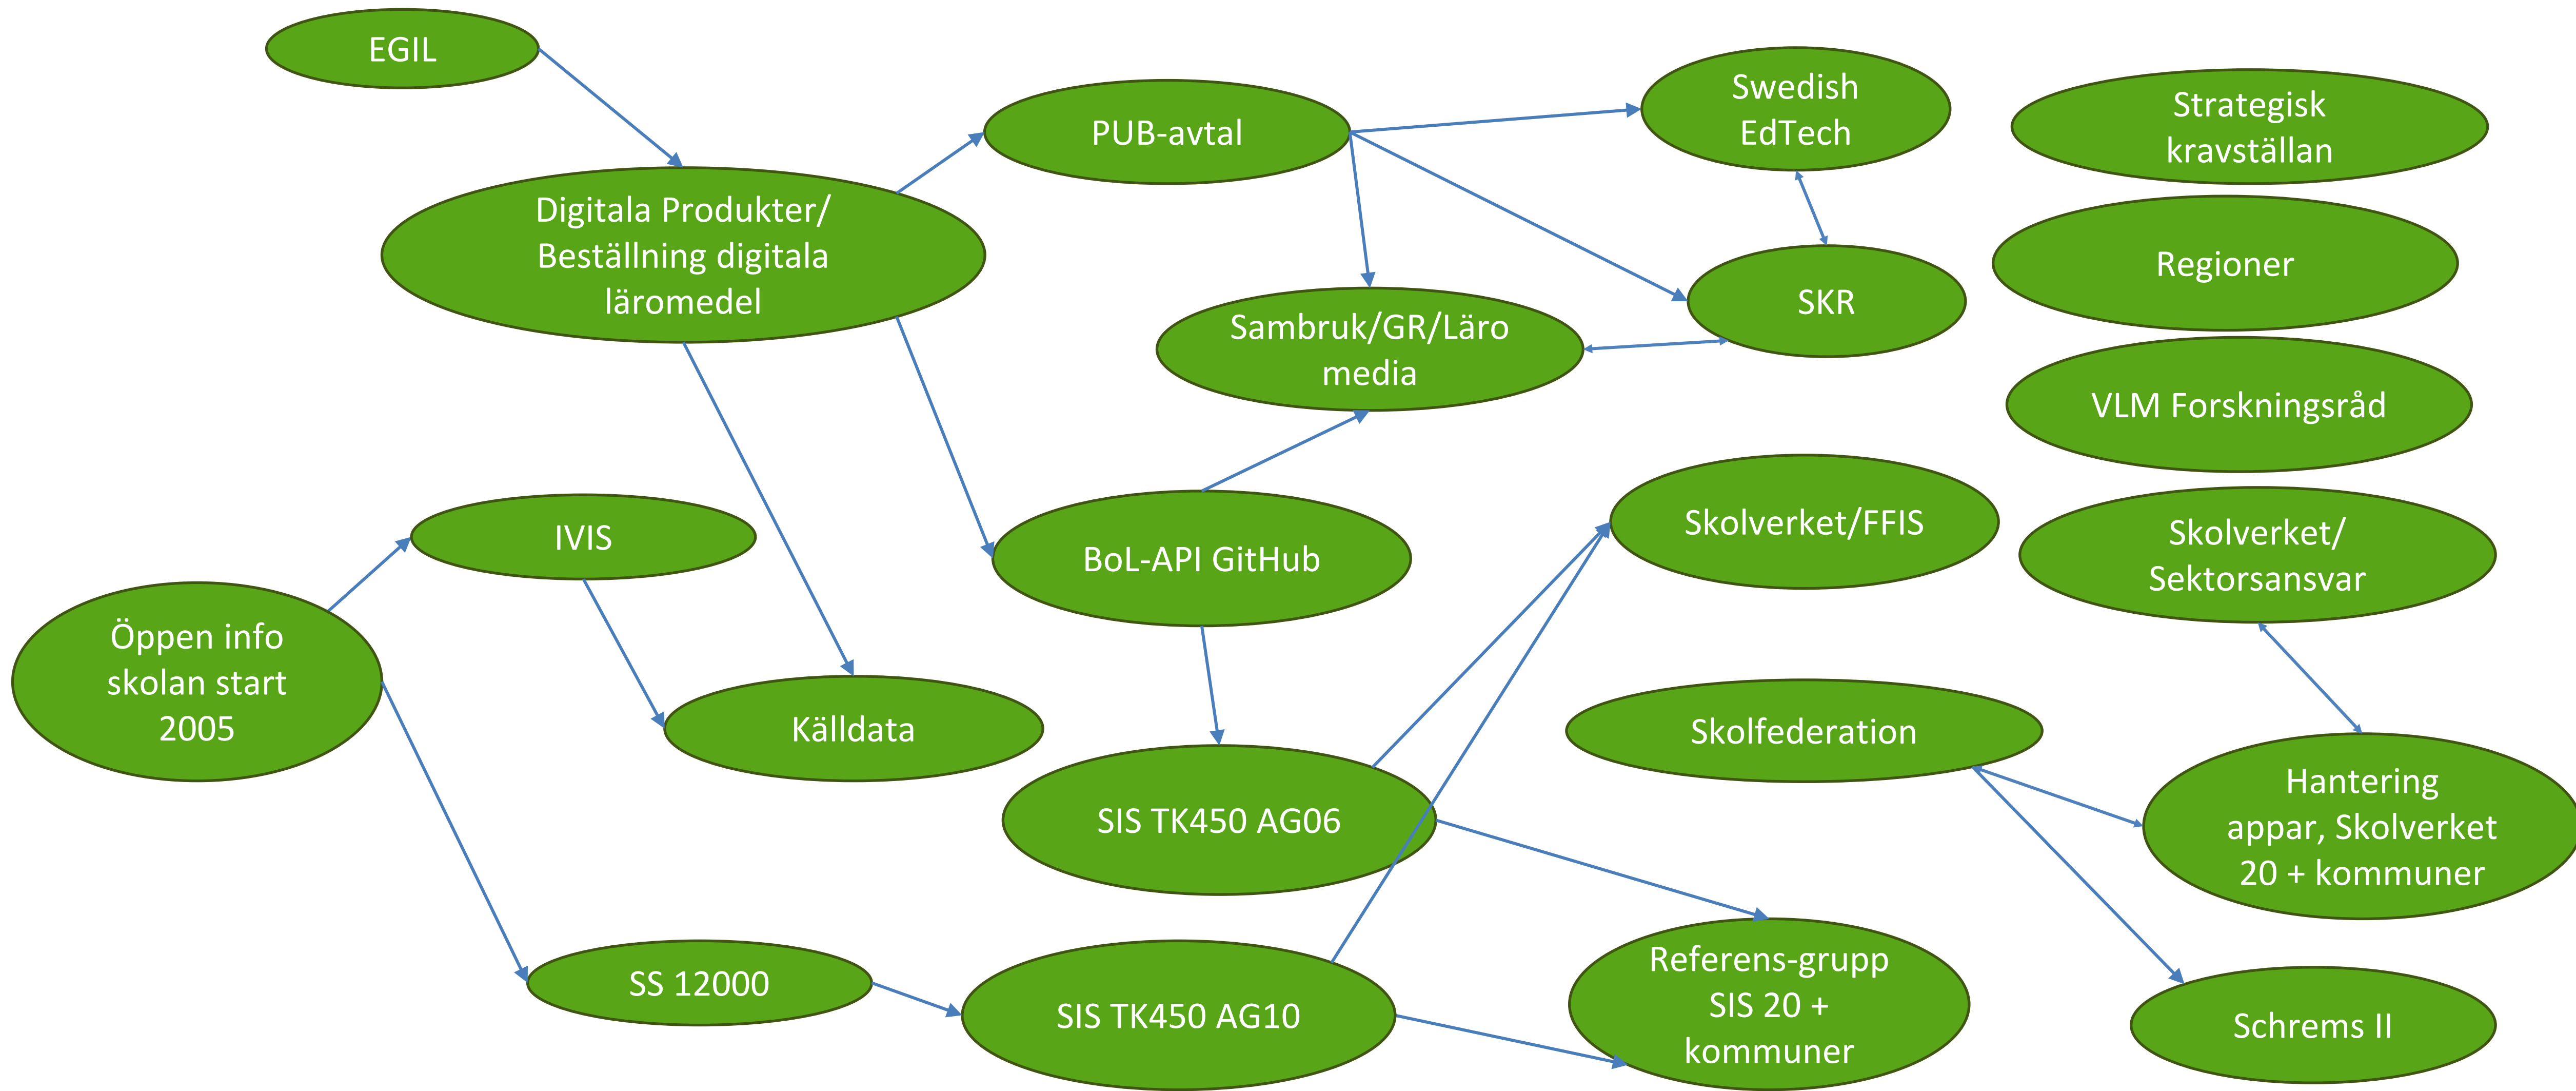 EGIL
Swedish
EdTech
Strategisk
kravställan
PUB-avtal
Digitala Produkter/
Beställning digitala
läromedel
Regioner
SKR
Sambruk/GR/Läro
media
VLM Forskningsråd
IVIS
BoL-API GitHub
Skolverket/FFIS
Skolverket/
Sektorsansvar
Öppen info
skolan start
2005
Källdata
Skolfederation
SIS TK450 AG06
Hantering
appar, Skolverket
20 + kommuner
SS 12000
SIS TK450 AG10
Referens-grupp
SIS 20 +
kommuner
Schrems II